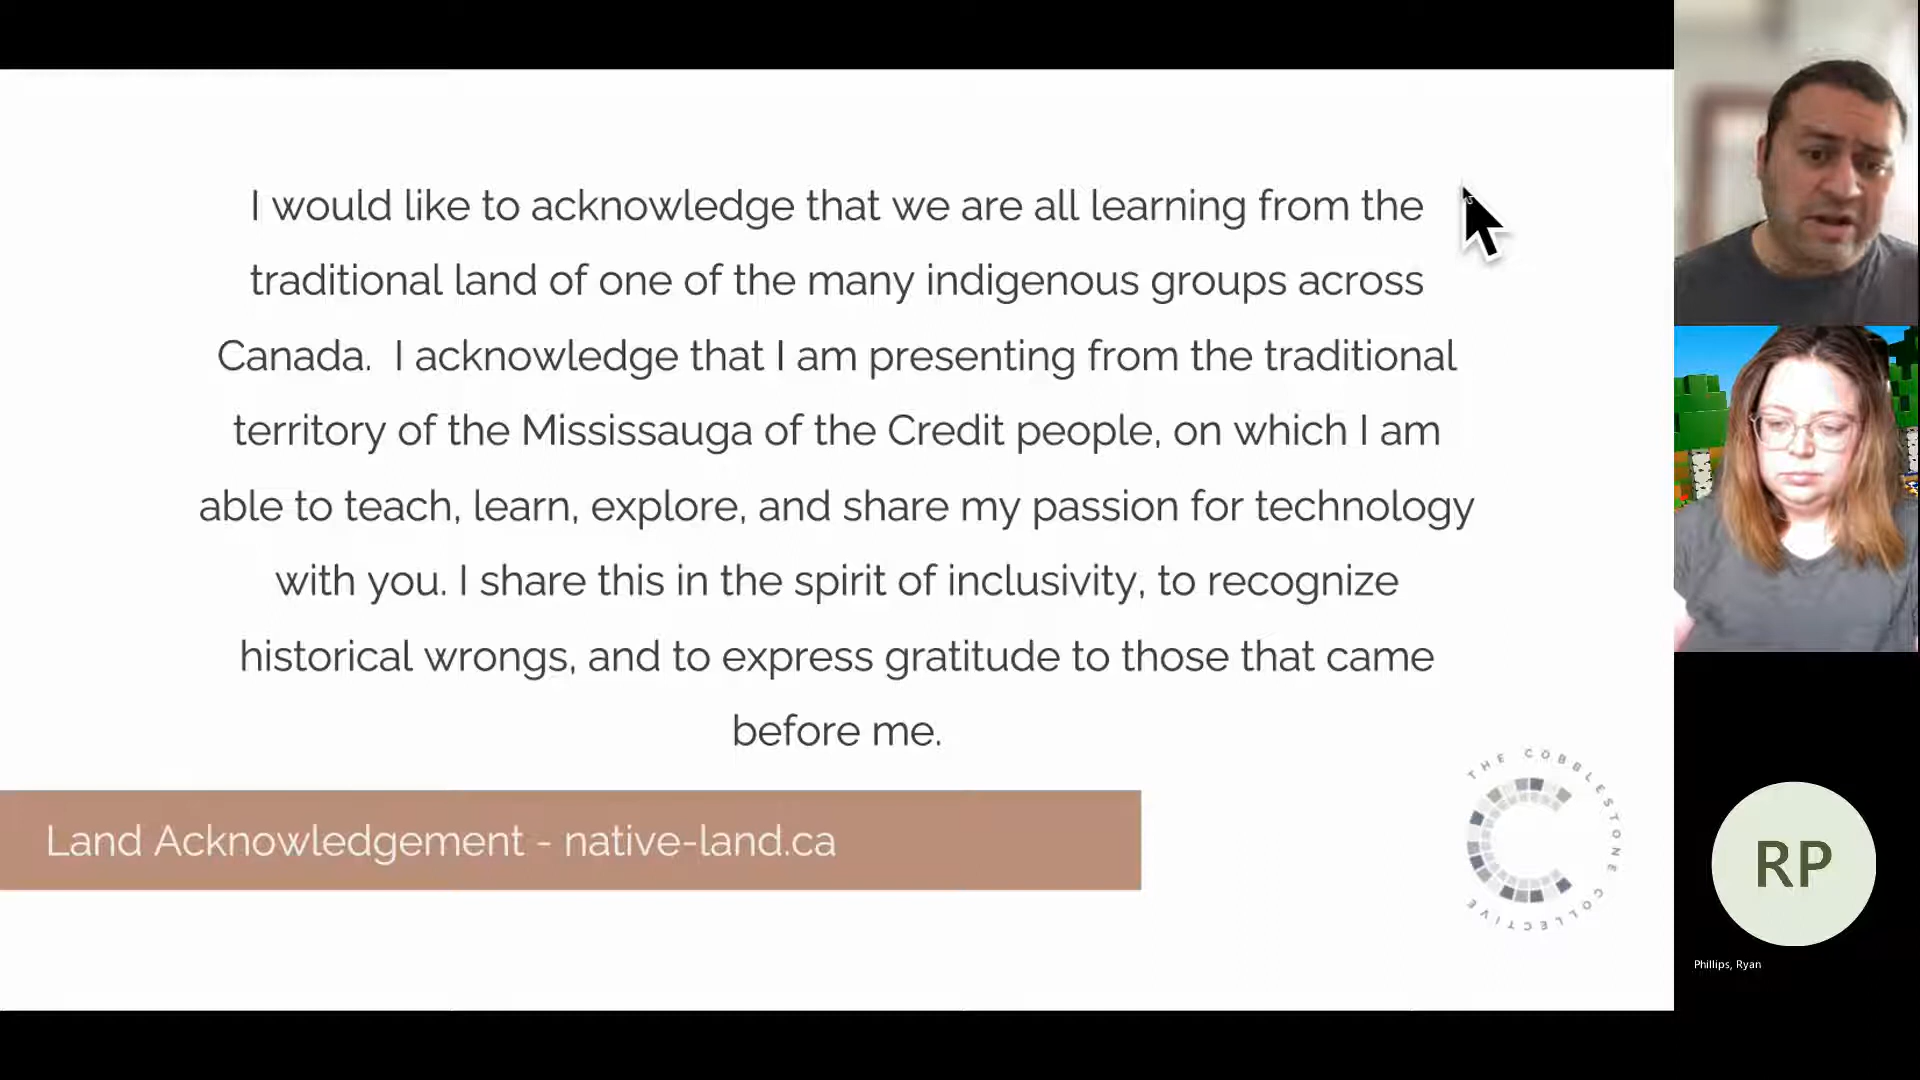 I would like to acknowledge that we are all learning from the
traditional land of one of the many indigenous groups across
Canada.  I acknowledge that I am presenting from the traditional
territory of the Mississauga of the Credit people, on which I am
able to teach, learn, explore, and share my passion for technology
with you. I share this in the spirit of inclusivity, to recognize
historical wrongs, and to express gratitude to those that came
before me.
Land Acknowledgement - native-land.ca
THE COBBLESTONE COLLECTIVE
RP
Phillips, Ryan